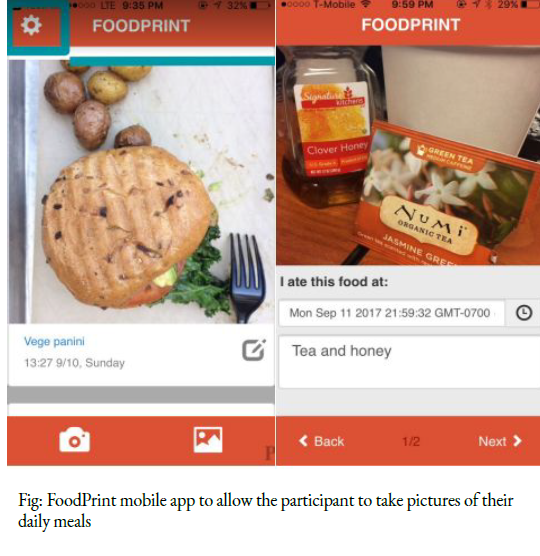 LTE 9:35 PM 32%
FOODPRINT
Vege panini
13:27 9/10, Sunday
P
T-Mobile 9:59 PM 29%
FOODPRINT
Signature
kitchens
Clover Honey
GREEN TEA
MEDIUM CAFFEINE
NUMi
ORGANIC TEA
JASMINE GREE
I ate this food at:
Mon Sep 11 2017 21:59:32 GMT-0700
Tea and honey
Back 1/2 Next
Fig: FoodPrint mobile app to allow the participant to take pictures of their
daily meals